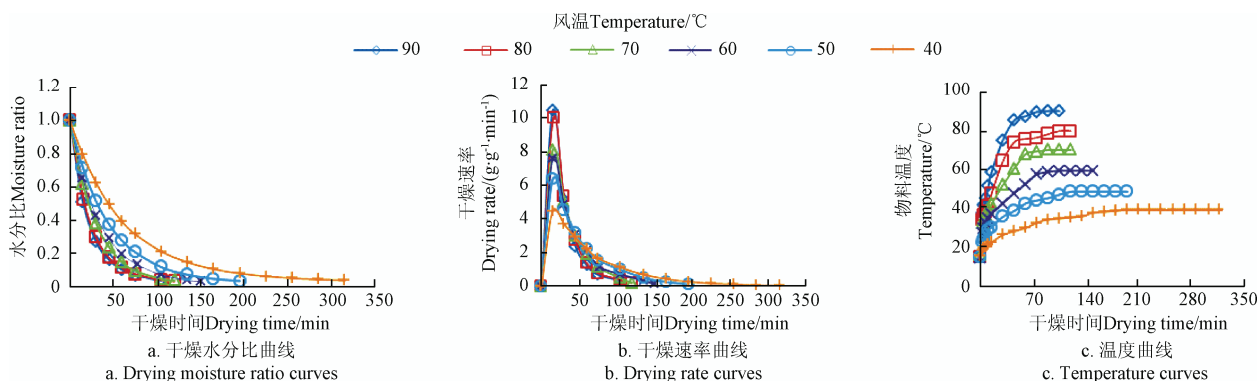 风温Temperature/℃
90 80 70 60 50 40
水分比Moisture ratio
1.2
1.0
0.8
0.6
0.4
0.2
0
50 100 150 200 250 300 350
干燥时间Drying time/min
a. 干燥水分比曲线
a. Drying moisture ratio curves
干燥速率
Drying rate/(g·g⁻¹·min⁻¹)
12
10
8
6
4
2
0
50 100 150 200 250 300 350
干燥时间Drying time/min
b. 干燥速率曲线
b. Drying rate curves
物料温度
Temperature/℃
100
80
60
40
20
0
70 140 210 280 350
干燥时间Drying time/min
c. 温度曲线
c. Temperature curves